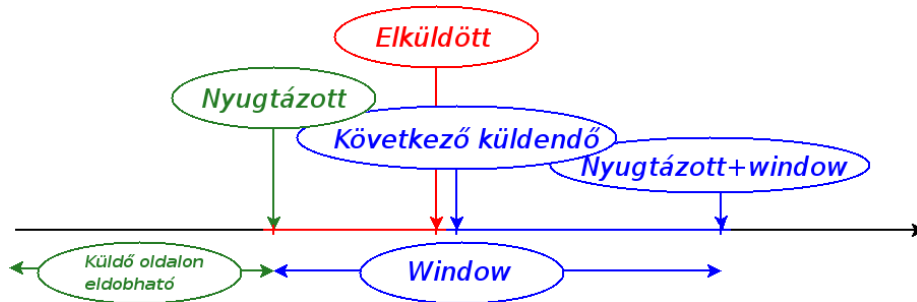 Elküldött
Nyugtázott
Következő küldendő
Nyugtázott+window
Küldő oldalon
eldobható
Window